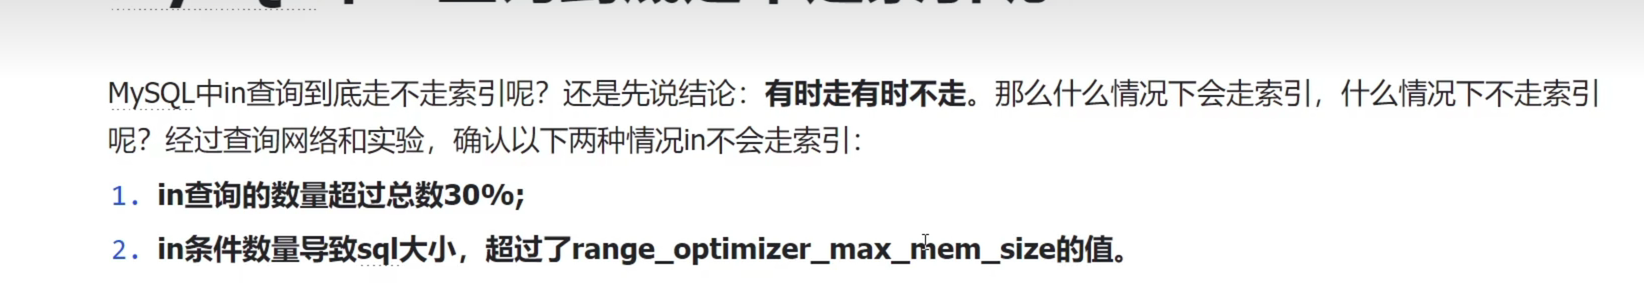 MySQL中in查询到底走不走索引呢？还是先说结论：有时走有时不走。那么什么情况下会走索引，什么情况下不走索引
呢？经过查询网络和实验，确认以下两种情况in不会走索引：
1. in查询的数量超过总数30%;
2. in条件数量导致sql大小，超过了range_optimizer_max_mem_size的值。